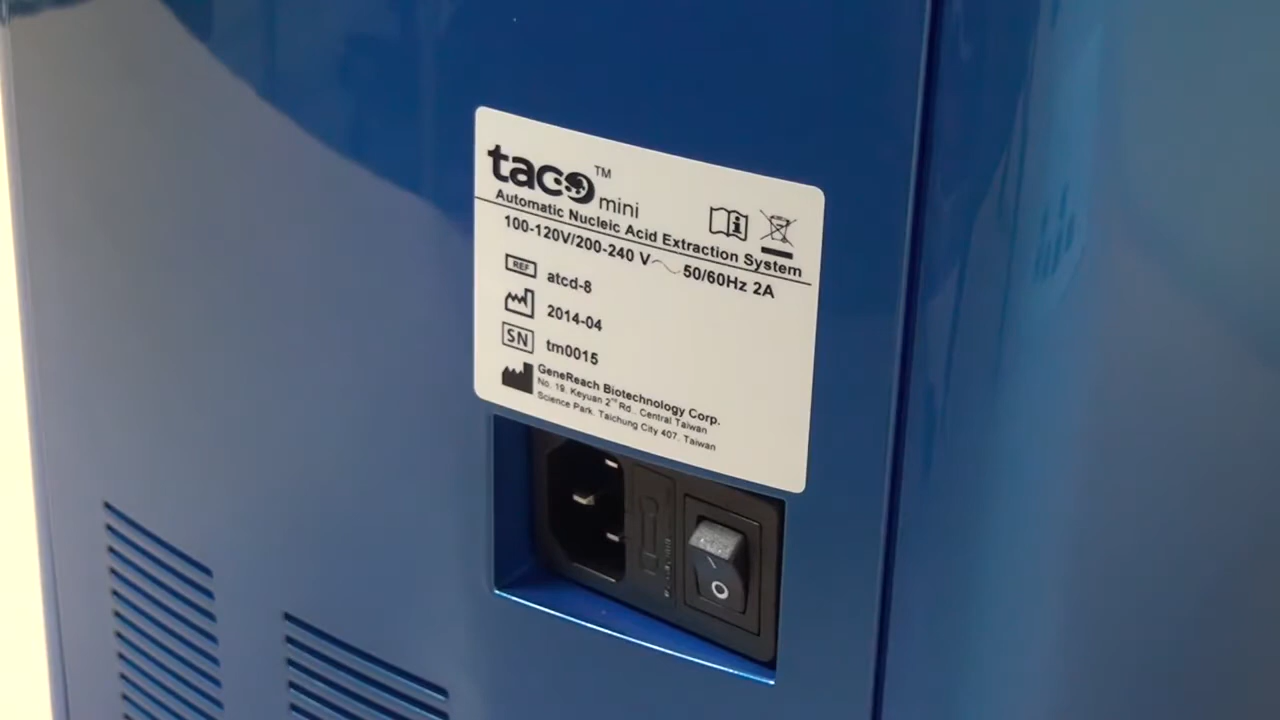 taco™ mini
Automatic Nucleic Acid Extraction System
100-120V/200-240 V~ 50/60Hz 2A
REF atcd-8
2014-04
SN tm0015
GeneReach Biotechnology Corp.
No. 19, Keyuan 2nd Rd., Central Taiwan
Science Park, Taichung City 407, Taiwan